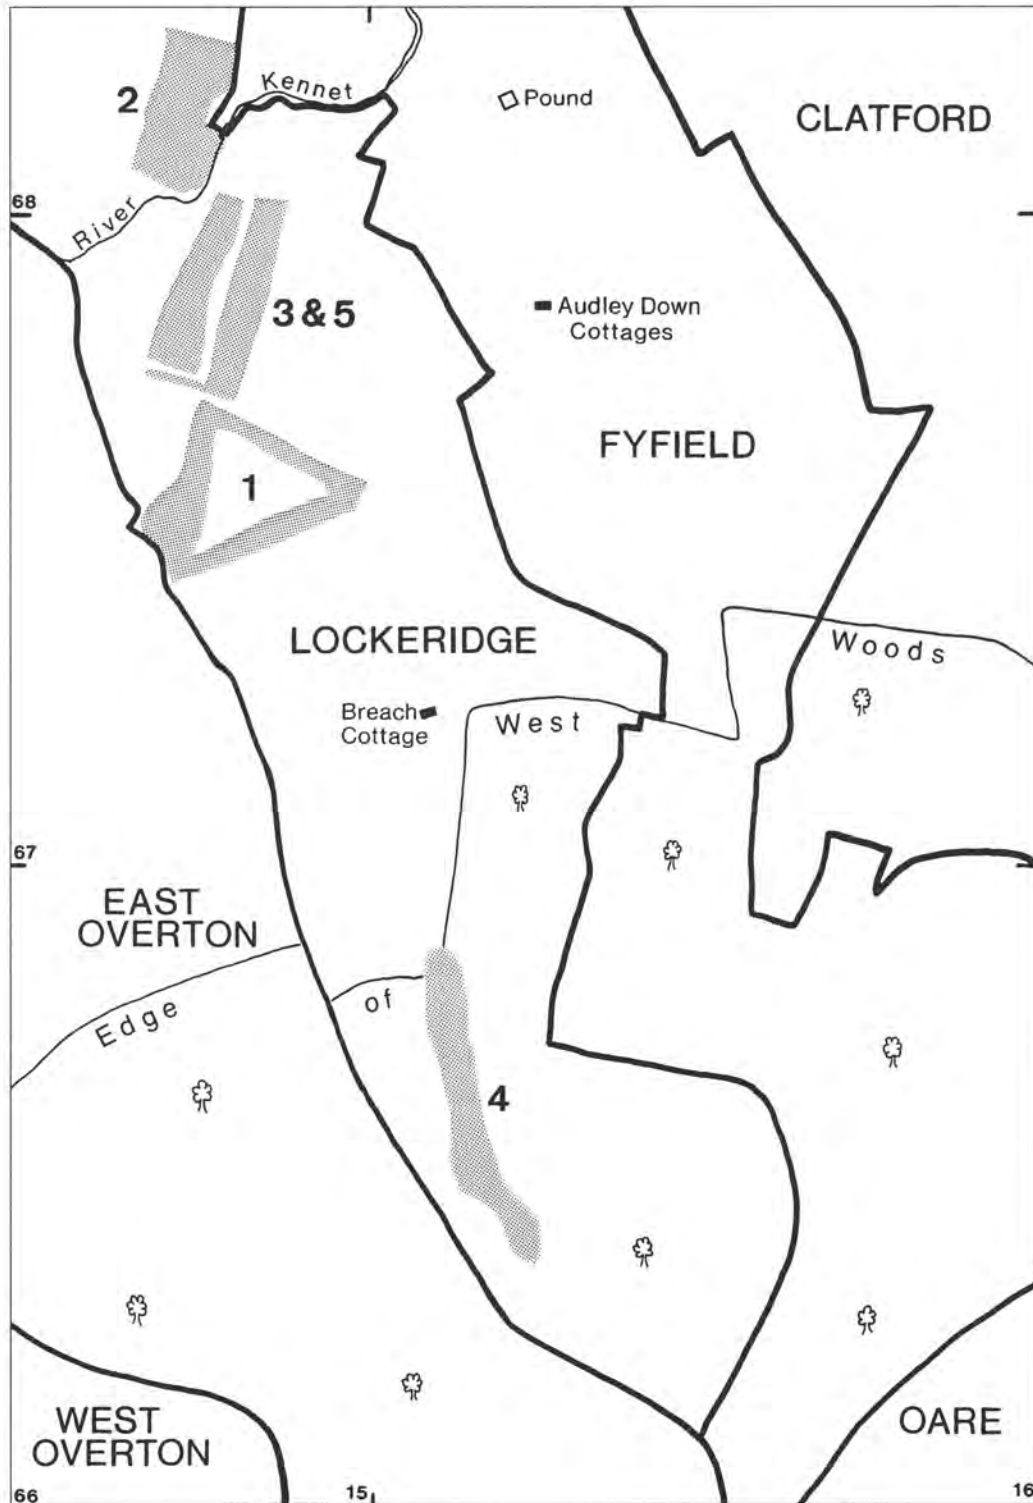 2
Kennet
Pound
CLATFORD
68
River
3 & 5
Audley Down
Cottages
FYFIELD
1
LOCKERIDGE
Woods
Breach
Cottage
West
67
EAST
OVERTON
Edge
of
4
WEST
OVERTON
OARE
66
15
16